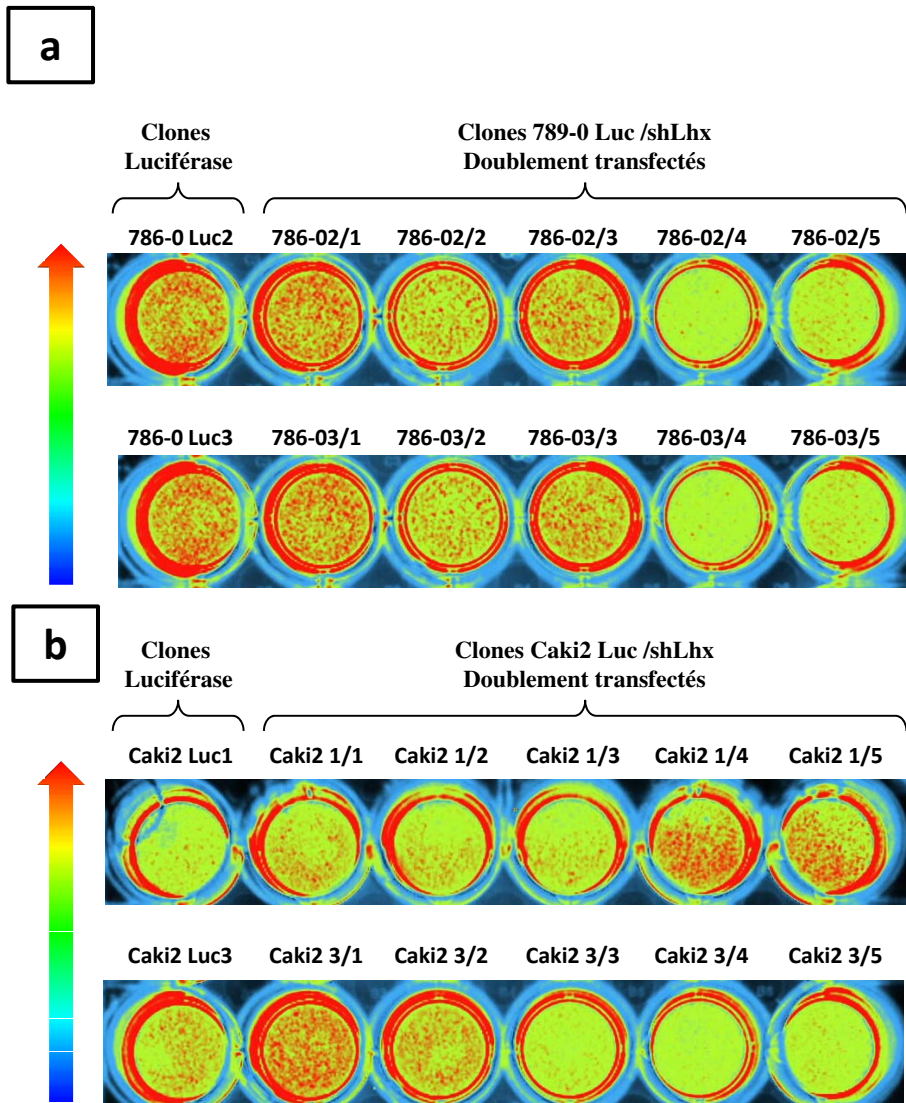 a
Clones
Luciférase
Clones 789-0 Luc /shLhx
Doublement transfectés
786-0 Luc2 786-02/1 786-02/2 786-02/3 786-02/4 786-02/5
786-0 Luc3 786-03/1 786-03/2 786-03/3 786-03/4 786-03/5
b
Clones
Luciférase
Clones Caki2 Luc /shLhx
Doublement transfectés
Caki2 Luc1 Caki2 1/1 Caki2 1/2 Caki2 1/3 Caki2 1/4 Caki2 1/5
Caki2 Luc3 Caki2 3/1 Caki2 3/2 Caki2 3/3 Caki2 3/4 Caki2 3/5